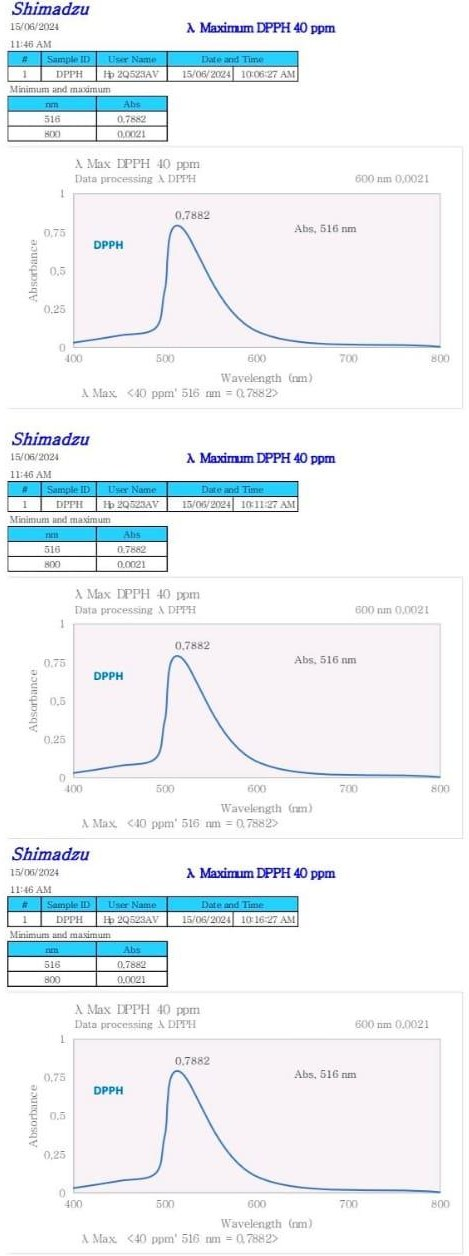 Shimadzu
15/06/2024
λ Maximum DPPH 40 ppm
11:46 AM
# Sample ID User Name Date and Time
1 DPPH Hp 2Q523AV 15/06/2024 10:06:27 AM
Minimum and maximum
nm Abs
516 0,7882
800 0,0021
λ Max DPPH 40 ppm
Data processing λ DPPH 600 nm 0,0021
1
0,7882
Abs, 516 nm
0,75
DPPH
0,5
0,25
0
Absorbance
400 500 600 700 800
Wavelength (nm)
λ Max, <40 ppm' 516 nm = 0,7882>
Shimadzu
15/06/2024
λ Maximum DPPH 40 ppm
11:46 AM
# Sample ID User Name Date and Time
1 DPPH Hp 2Q523AV 15/06/2024 10:11:27 AM
Minimum and maximum
nm Abs
516 0,7882
800 0,0021
λ Max DPPH 40 ppm
Data processing λ DPPH 600 nm 0,0021
1
0,7882
Abs, 516 nm
0,75
DPPH
0,5
0,25
0
Absorbance
400 500 600 700 800
Wavelength (nm)
λ Max, <40 ppm' 516 nm = 0,7882>
Shimadzu
15/06/2024
λ Maximum DPPH 40 ppm
11:46 AM
# Sample ID User Name Date and Time
1 DPPH Hp 2Q523AV 15/06/2024 10:16:27 AM
Minimum and maximum
nm Abs
516 0,7882
800 0,0021
λ Max DPPH 40 ppm
Data processing λ DPPH 600 nm 0,0021
1
0,7882
Abs, 516 nm
0,75
DPPH
0,5
0,25
0
Absorbance
400 500 600 700 800
Wavelength (nm)
λ Max, <40 ppm' 516 nm = 0,7882>